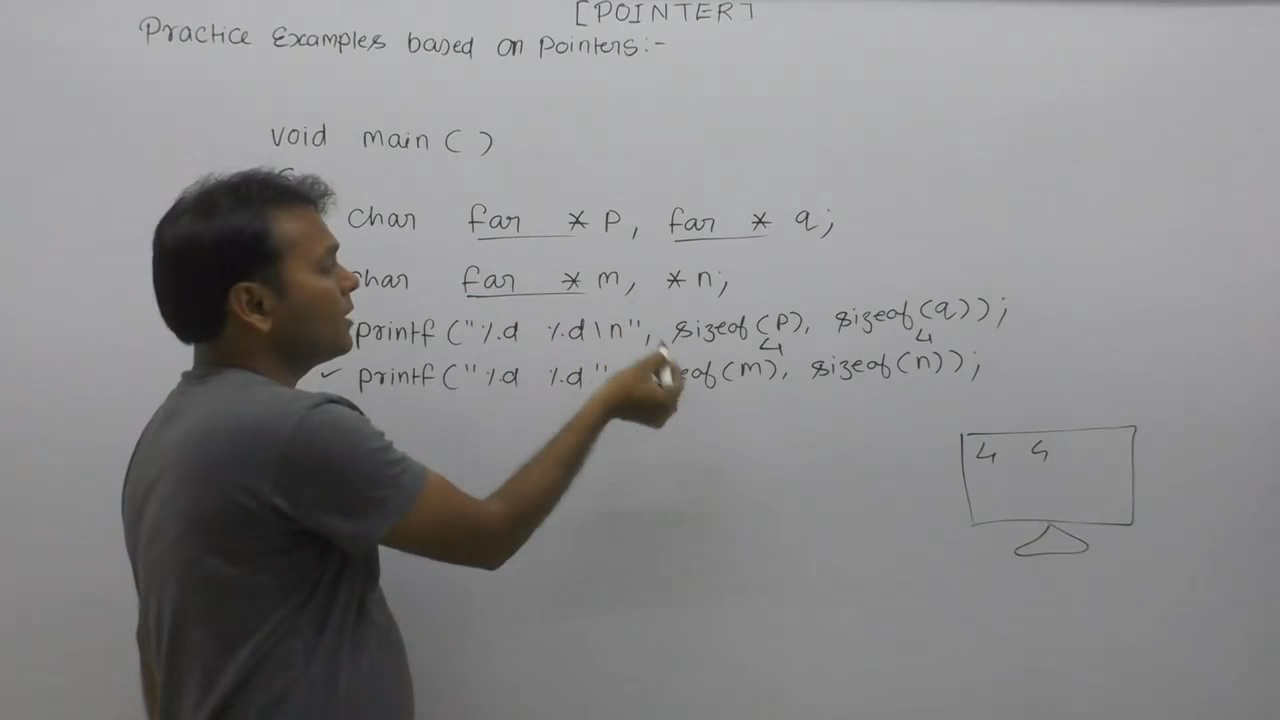 [POINTER]
Practice Examples based on Pointers:-
void main ( )
{
char far * p, far * q;
char far * m, * n;
printf ("%d %d\n", sizeof(p), sizeof(q));
4 4
✓ printf ("%d %d" eof(m), sizeof(n));
4 4